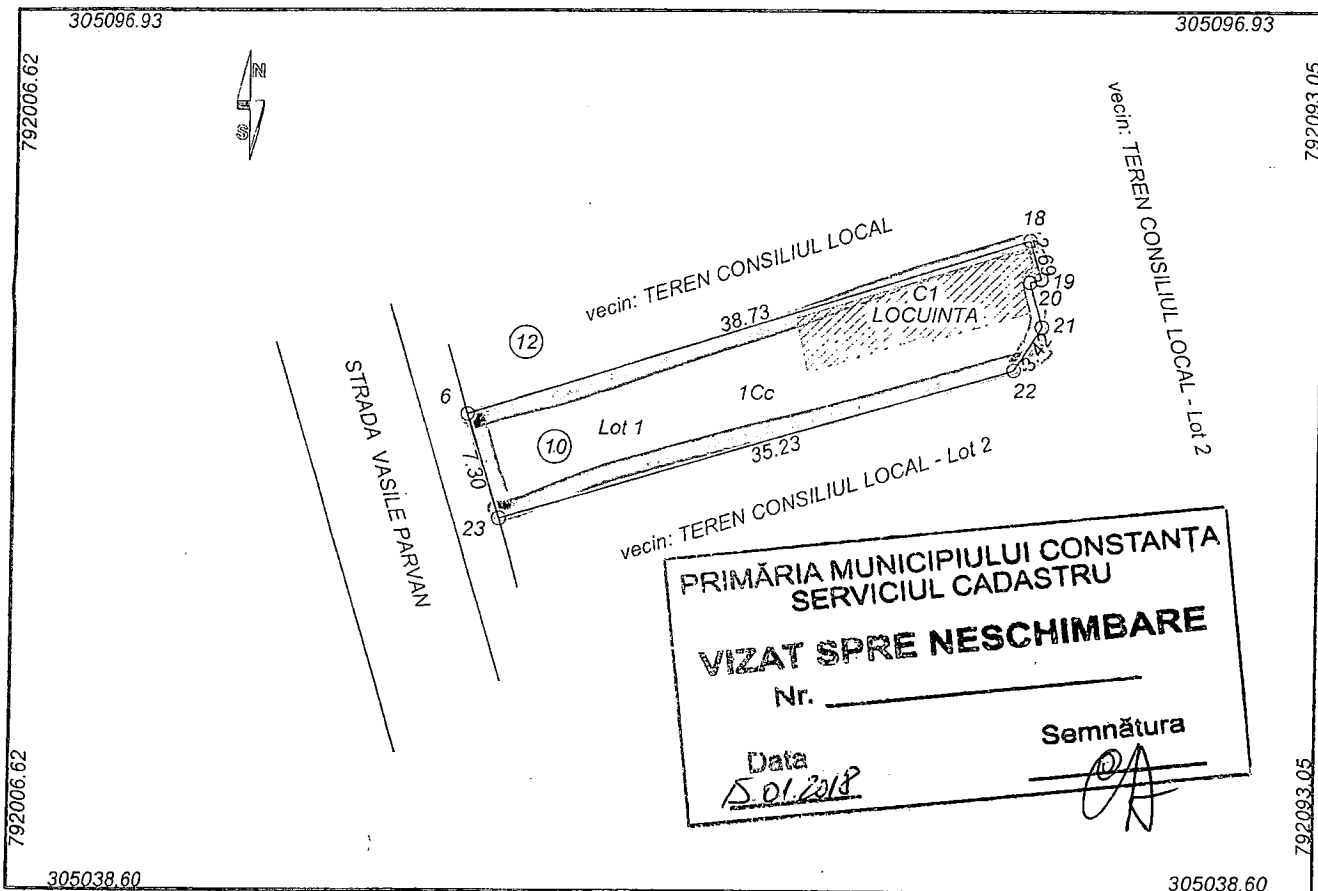 305096.93
305096.93
792006.62
792093.05
N
S
vecin: TEREN CONSILIUL LOCAL - Lot 2
18
vecin: TEREN CONSILIUL LOCAL
2.69
19
C1
20
LOCUINTA
38.73
21
12
3.42
22
6
1Cc
STRADA VASILE PARVAN
Lot 1
10
35.23
7.30
23
vecin: TEREN CONSILIUL LOCAL - Lot 2
PRIMĂRIA MUNICIPIULUI CONSTANȚA
SERVICIUL CADASTRU
VIZAT SPRE NESCHIMBARE
Nr.
Semnătura
Data
15.01.2018
792006.62
792093.05
305038.60
305038.60